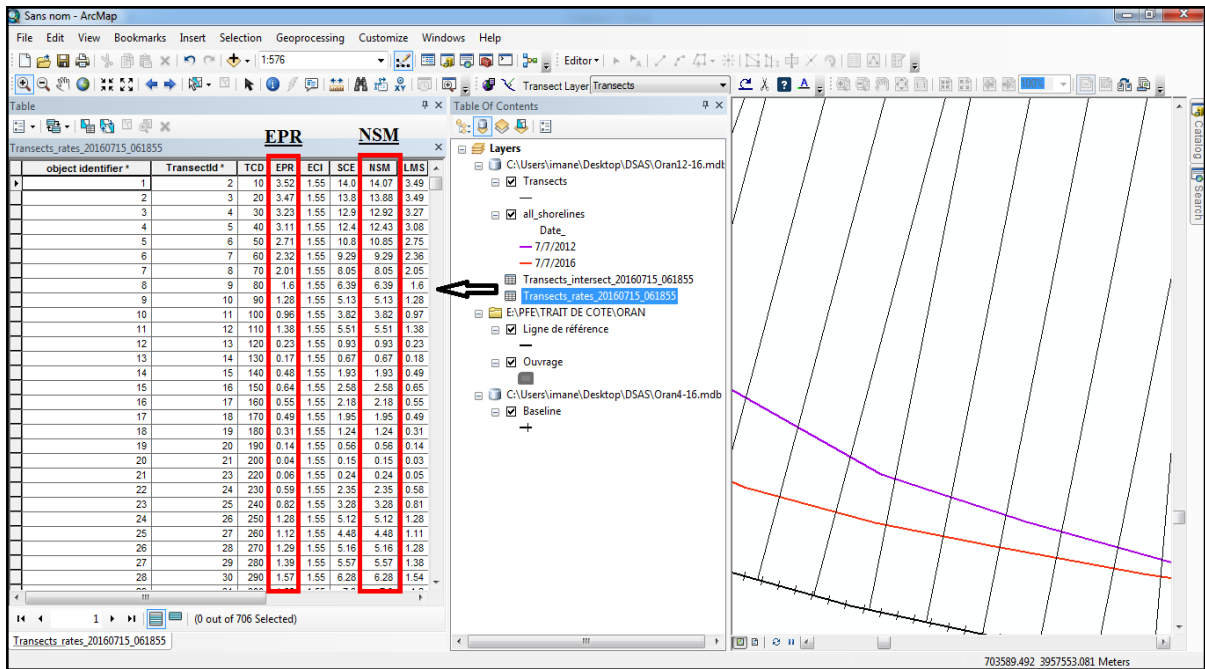 Sans nom - ArcMap
File Edit View Bookmarks Insert Selection Geoprocessing Customize Windows Help
1:576
Editor
Transect Layer Transects
100%
Table
Transects_rates_20160715_061855
EPR NSM
object identifier * TransectId * TCD EPR ECI SCE NSM LMS
1 2 10 3.52 1.55 14.0 14.07 3.49
2 3 20 3.47 1.55 13.8 13.88 3.49
3 4 30 3.23 1.55 12.9 12.92 3.27
4 5 40 3.11 1.55 12.4 12.43 3.08
5 6 50 2.71 1.55 10.8 10.85 2.75
6 7 60 2.32 1.55 9.29 9.29 2.36
7 8 70 2.01 1.55 8.05 8.05 2.05
8 9 80 1.6 1.55 6.39 6.39 1.6
9 10 90 1.28 1.55 5.13 5.13 1.28
10 11 100 0.96 1.55 3.82 3.82 0.97
11 12 110 1.38 1.55 5.51 5.51 1.38
12 13 120 0.23 1.55 0.93 0.93 0.23
13 14 130 0.17 1.55 0.67 0.67 0.18
14 15 140 0.48 1.55 1.93 1.93 0.49
15 16 150 0.64 1.55 2.58 2.58 0.65
16 17 160 0.55 1.55 2.18 2.18 0.55
17 18 170 0.49 1.55 1.95 1.95 0.49
18 19 180 0.31 1.55 1.24 1.24 0.31
19 20 190 0.14 1.55 0.56 0.56 0.14
20 21 200 0.04 1.55 0.15 0.15 0.03
21 23 220 0.06 1.55 0.24 0.24 0.05
22 24 230 0.59 1.55 2.35 2.35 0.58
23 25 240 0.82 1.55 3.28 3.28 0.81
24 26 250 1.28 1.55 5.12 5.12 1.28
25 27 260 1.12 1.55 4.48 4.48 1.11
26 28 270 1.29 1.55 5.16 5.16 1.28
27 29 280 1.39 1.55 5.57 5.57 1.38
28 30 290 1.57 1.55 6.28 6.28 1.54
1 (0 out of 706 Selected)
Transects_rates_20160715_061855
Table Of Contents
Layers
C:\Users\imane\Desktop\DSAS\Oran12-16.mdb
Transects
all_shorelines
Date_
7/7/2012
7/7/2016
Transects_intersect_20160715_061855
Transects_rates_20160715_061855
E:\PFE\TRAIT DE COTE\ORAN
Ligne de référence
Ouvrage
C:\Users\imane\Desktop\DSAS\Oran4-16.mdb
Baseline
Catalog
Search
703589.492 3957553.081 Meters